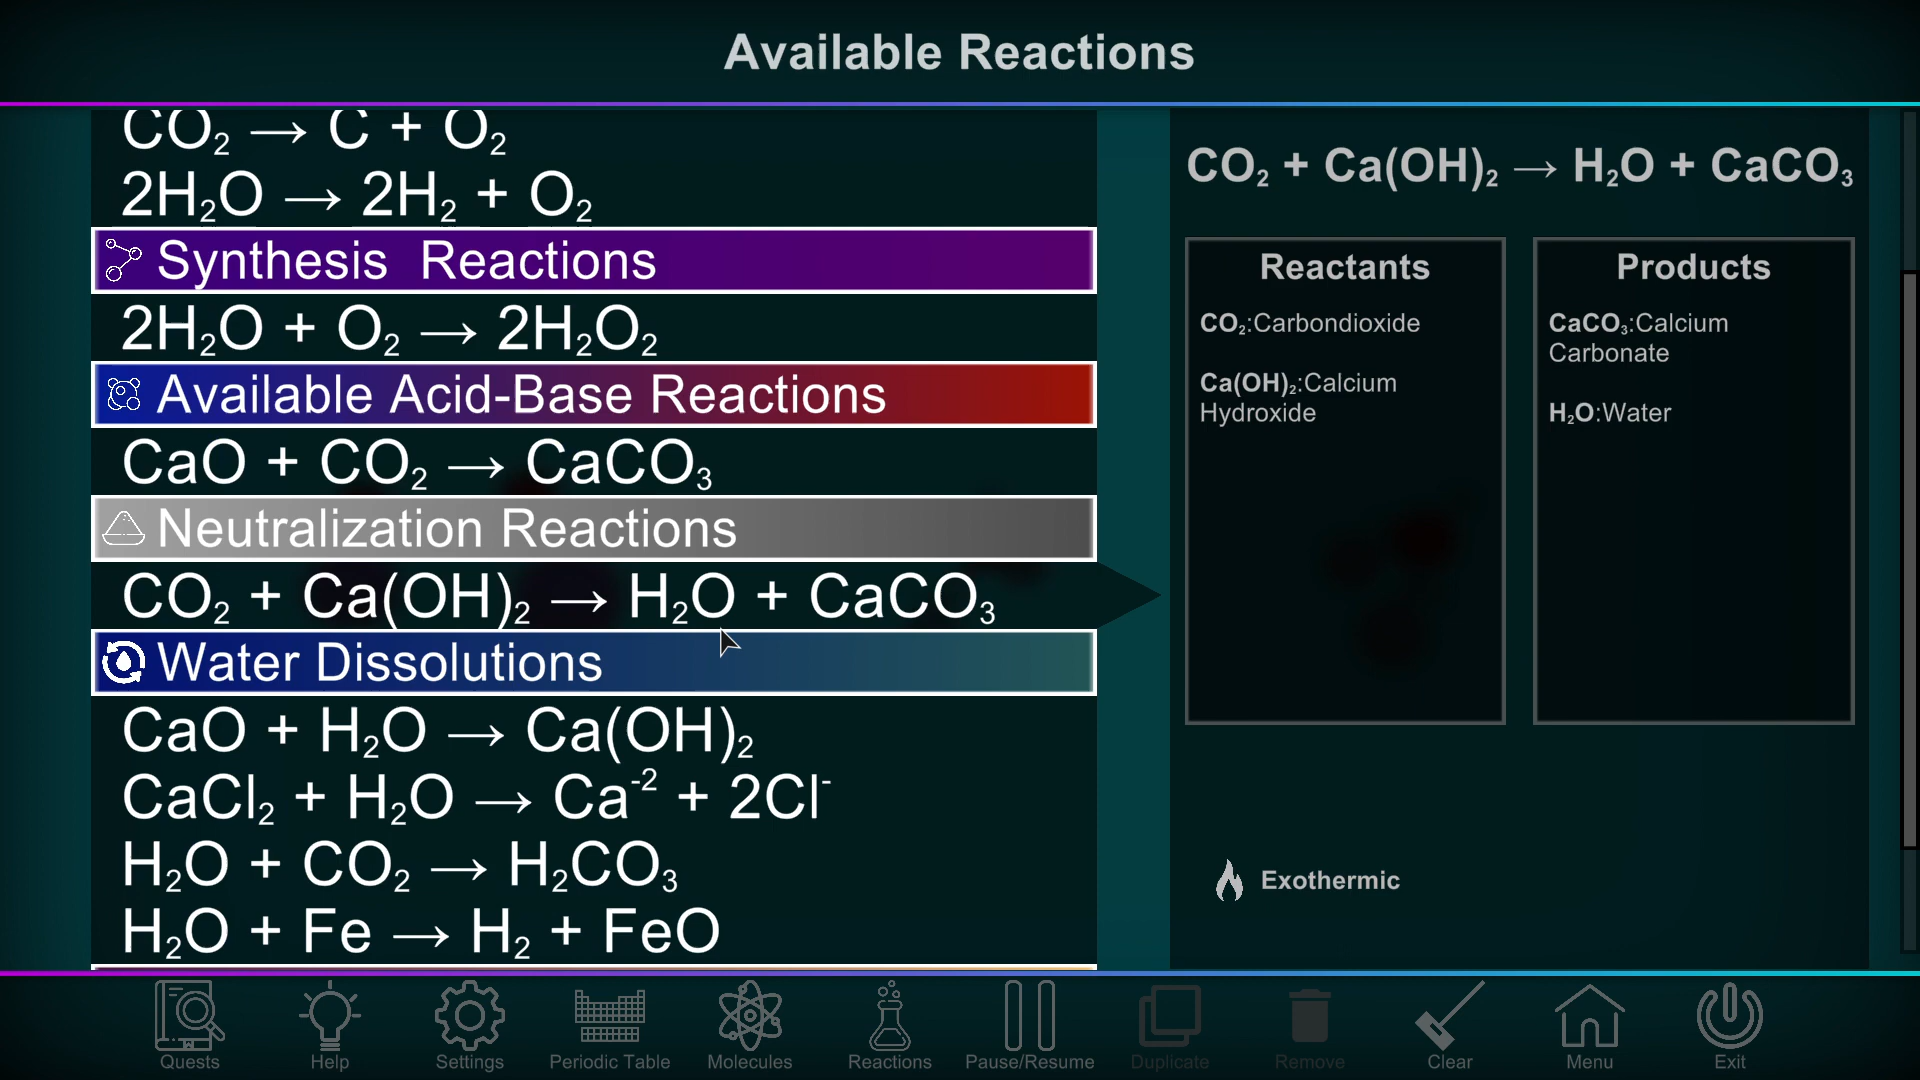 Available Reactions
CO₂ → C + O₂
2H₂O → 2H₂ + O₂
Synthesis  Reactions
2H₂O + O₂ → 2H₂O₂
Available Acid-Base Reactions
CaO + CO₂ → CaCO₃
Neutralization Reactions
CO₂ + Ca(OH)₂ → H₂O + CaCO₃
Water Dissolutions
CaO + H₂O → Ca(OH)₂
CaCl₂ + H₂O → Ca⁻² + 2Cl⁻
H₂O + CO₂ → H₂CO₃
H₂O + Fe → H₂ + FeO
CO₂ + Ca(OH)₂ → H₂O + CaCO₃
Reactants
CO₂:Carbondioxide
Ca(OH)₂:Calcium
Hydroxide
Products
CaCO₃:Calcium
Carbonate
H₂O:Water
Exothermic
Quests
Help
Settings
Periodic Table
Molecules
Reactions
Pause/Resume
Duplicate
Remove
Clear
Menu
Exit